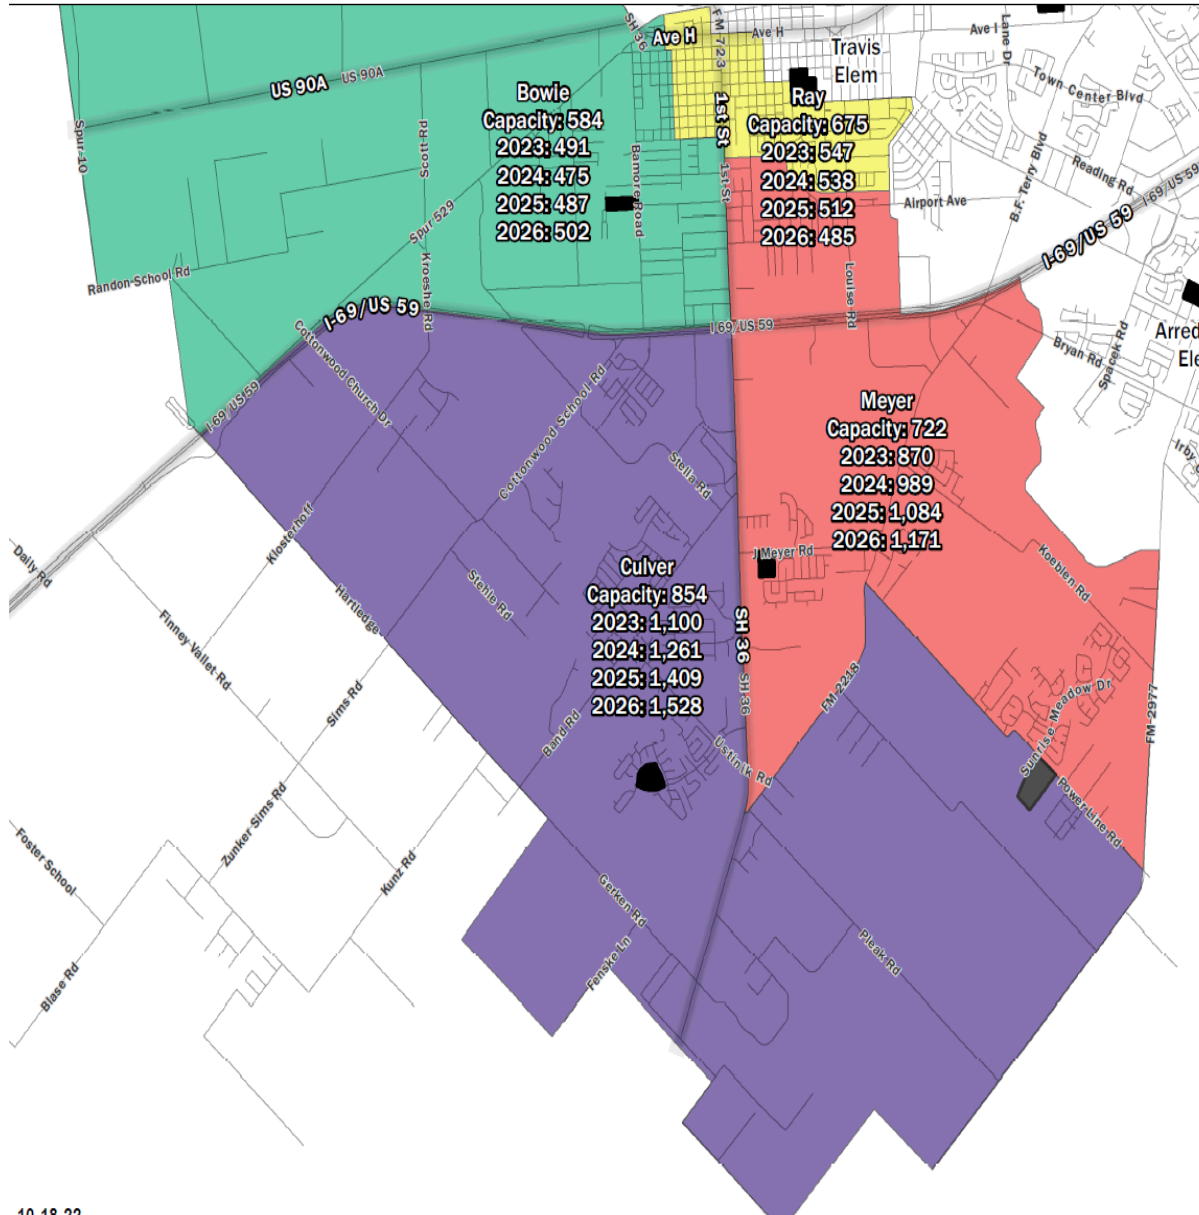 SH 36
Ave H
FM 723
Ave H
Travis
Elem
Ave I
Lane Dr
Town Center Blvd
US 90A
US 90A
Spur 10
Scott Rd
Bowie
Capacity: 584
2023: 491
2024: 475
2025: 487
2026: 502
Bamore Road
1st St
1st St
Ray
Capacity: 675
2023: 547
2024: 538
2025: 512
2026: 485
Reading Rd
B.F. Terry Blvd
Airport Ave
I-69/US 59
I-69/US 59
Spur 529
Randon School Rd
Kroeshe Rd
Louise Rd
I-69/US 59
I-69/US 59
I-69/US 59
Bryan Rd
Spacek Rd
Arred
Ele
Irby
Cottonwood Church Dr
Cottonwood School Rd
Stella Rd
Meyer
Capacity: 722
2023: 870
2024: 989
2025: 1,084
2026: 1,171
J Meyer Rd
Koeblen Rd
Daily Rd
Klosterhoff
Hartledge
Stehle Rd
Culver
Capacity: 854
2023: 1,100
2024: 1,261
2025: 1,409
2026: 1,528
SH 36
SH 36
Finney Vallet Rd
Sims Rd
Band Rd
Ustinik Rd
FM-2218
Sunrise Meadow Dr
FM-2977
Power Line Rd
Foster School
Zunker Sims Rd
Kunz Rd
Gerken Rd
Fenske Ln
Pleak Rd
Blase Rd
10-18-22